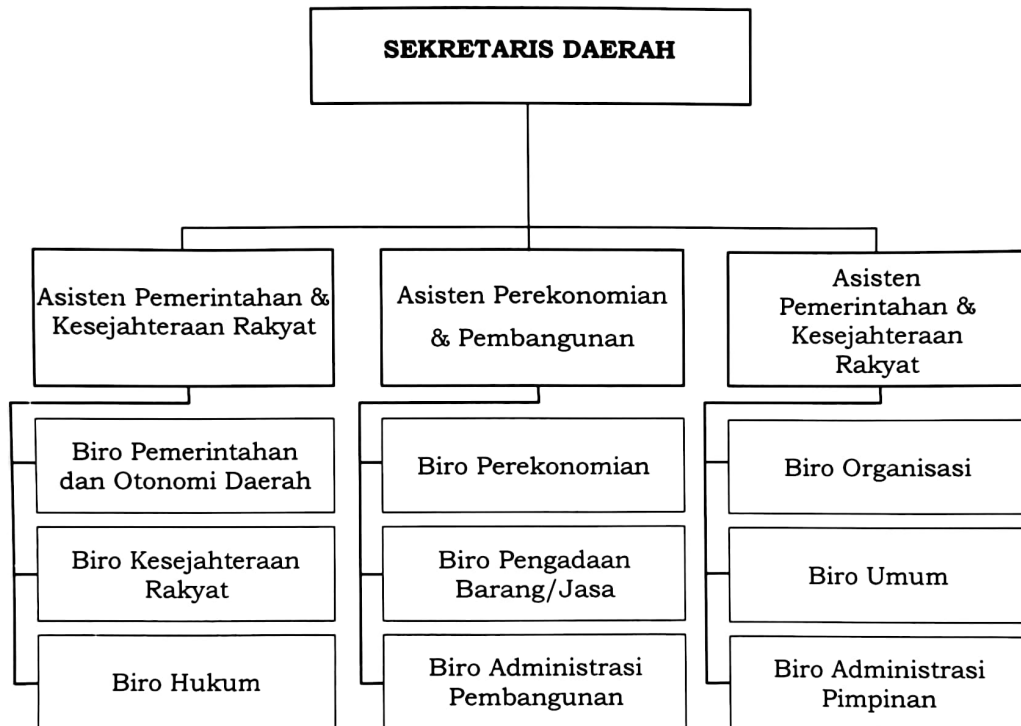 SEKRETARIS DAERAH
Asisten Pemerintahan &
Kesejahteraan Rakyat
Asisten Perekonomian
& Pembangunan
Asisten
Pemerintahan &
Kesejahteraan
Rakyat
Biro Pemerintahan
dan Otonomi Daerah
Biro Perekonomian
Biro Organisasi
Biro Kesejahteraan
Rakyat
Biro Pengadaan
Barang/Jasa
Biro Umum
Biro Hukum
Biro Administrasi
Pembangunan
Biro Administrasi
Pimpinan